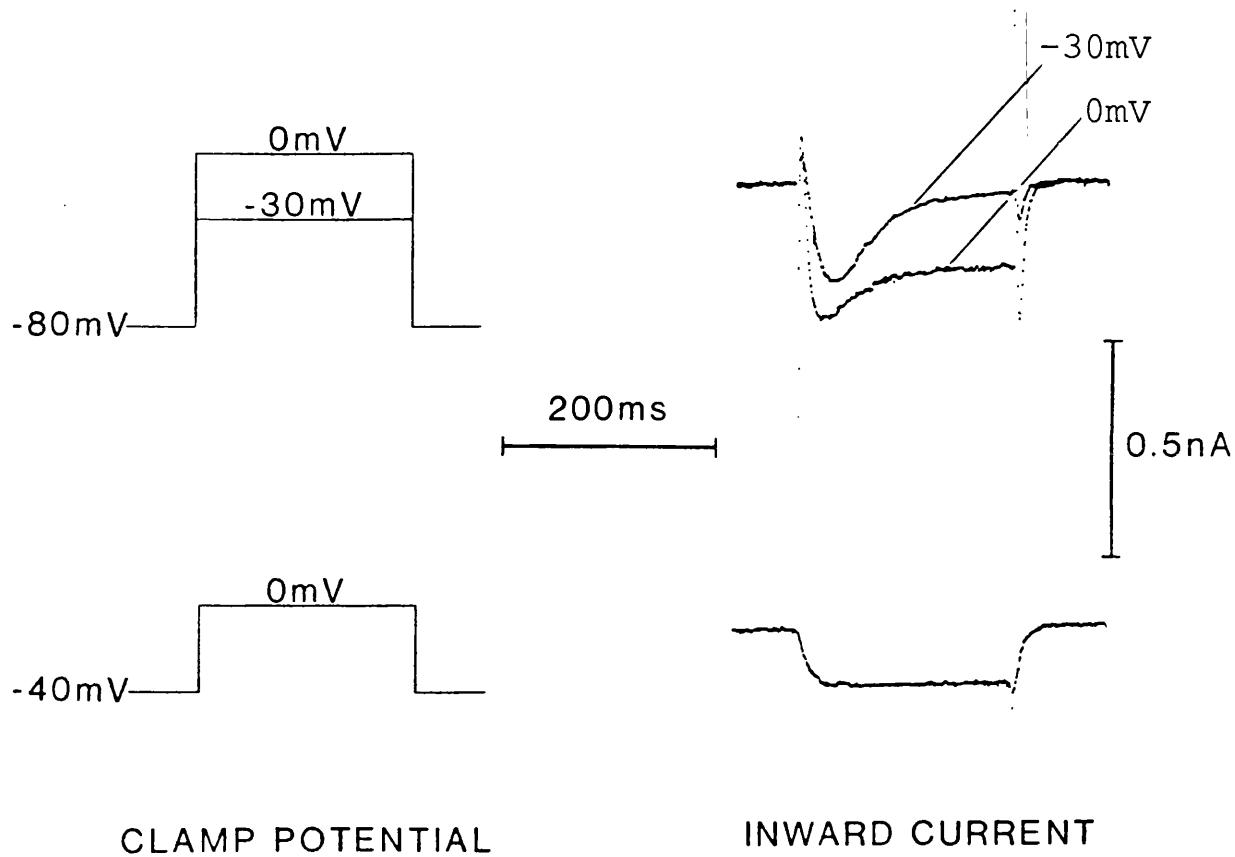 -30mV
0mV
0mV
-30mV
-80mV
200ms
0.5nA
0mV
-40mV
CLAMP POTENTIAL
INWARD CURRENT